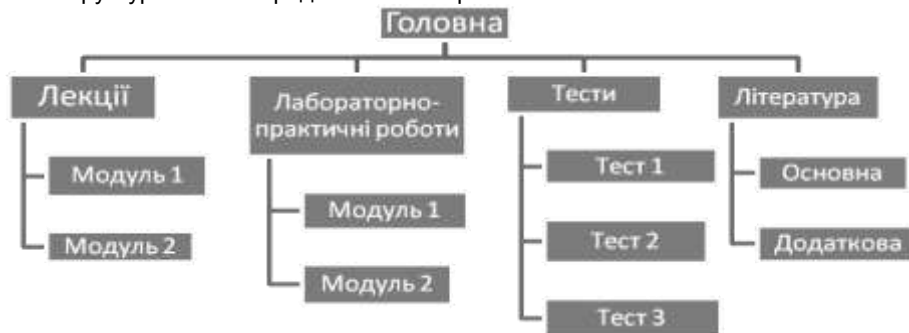 Головна
Лекції
Модуль 1
Модуль 2
Лабораторно-
практичні роботи
Модуль 1
Модуль 2
Тести
Тест 1
Тест 2
Тест 3
Література
Основна
Додаткова